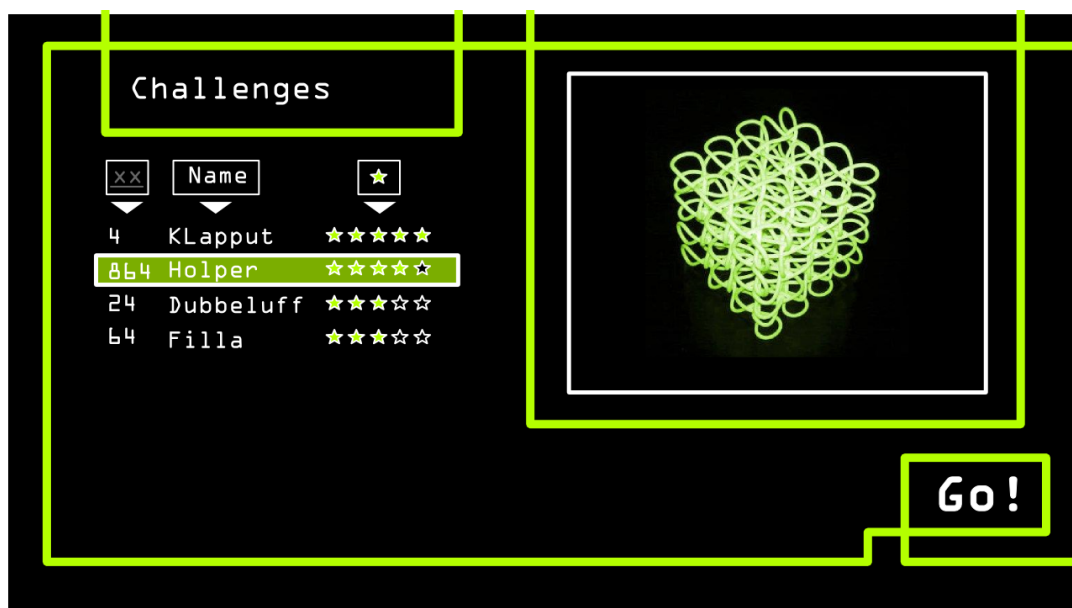 Challenges
xx Name
4 KLapput
864 Holper
24 Dubbeluff
64 Filla
Go!